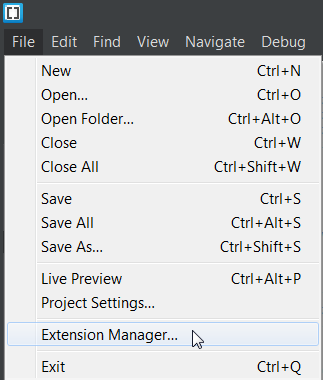 File Edit Find View Navigate Debug
New Ctrl+N
Open... Ctrl+O
Open Folder... Ctrl+Alt+O
Close Ctrl+W
Close All Ctrl+Shift+W
Save Ctrl+S
Save All Ctrl+Alt+S
Save As... Ctrl+Shift+S
Live Preview Ctrl+Alt+P
Project Settings...
Extension Manager...
Exit Ctrl+Q